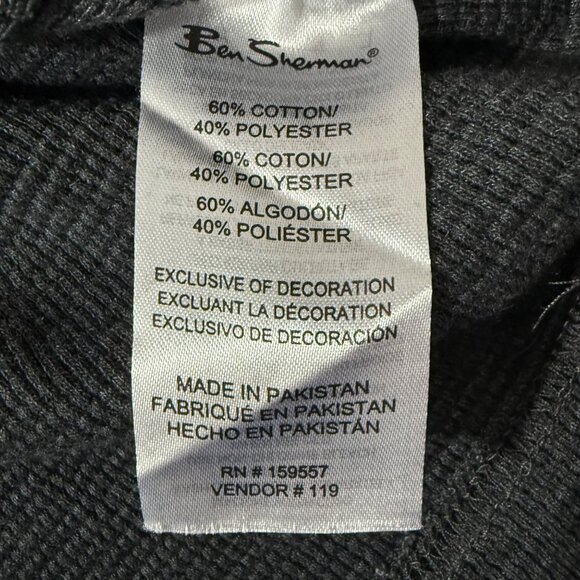 Ben Sherman®
60% COTTON/
40% POLYESTER
60% COTON/
40% POLYESTER
60% ALGODÓN/
40% POLIÉSTER
EXCLUSIVE OF DECORATION
EXCLUANT LA DÉCORATION
EXCLUSIVO DE DECORACIÓN
MADE IN PAKISTAN
FABRIQUÉ EN PAKISTAN
HECHO EN PAKISTÁN
RN # 159557
VENDOR # 119